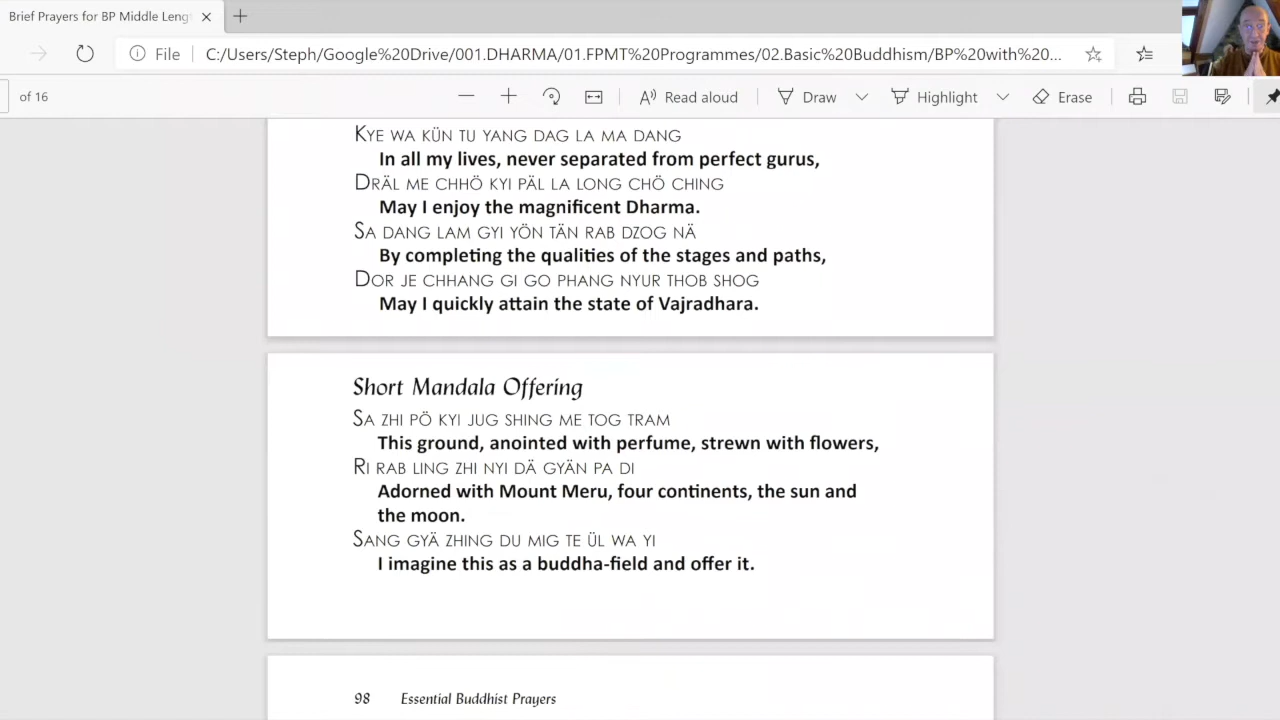 Brief Prayers for BP Middle Leng
File
C:/Users/Steph/Google%20Drive/001.DHARMA/01.FPMT%20Programmes/02.Basic%20Buddhism/BP%20with%20...
of 16
Read aloud
Draw
Highlight
Erase
KYE WA KÜN TU YANG DAG LA MA DANG
In all my lives, never separated from perfect gurus,
DRÄL ME CHHÖ KYI PÄL LA LONG CHÖ CHING
May I enjoy the magnificent Dharma.
SA DANG LAM GYI YÖN TÄN RAB DZOG NÄ
By completing the qualities of the stages and paths,
DOR JE CHHANG GI GO PHANG NYUR THOB SHOG
May I quickly attain the state of Vajradhara.
Short Mandala Offering
SA ZHI PÖ KYI JUG SHING ME TOG TRAM
This ground, anointed with perfume, strewn with flowers,
RI RAB LING ZHI NYI DÄ GYÄN PA DI
Adorned with Mount Meru, four continents, the sun and
the moon.
SANG GYÄ ZHING DU MIG TE ÜL WA YI
I imagine this as a buddha-field and offer it.
98 Essential Buddhist Prayers